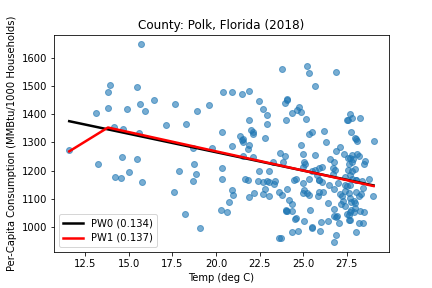 County: Polk, Florida (2018)
Per-Capita Consumption (MMBtu/1000 Households)
1600
1500
1400
1300
1200
1100
1000
PW0 (0.134)
PW1 (0.137)
12.5 15.0 17.5 20.0 22.5 25.0 27.5
Temp (deg C)